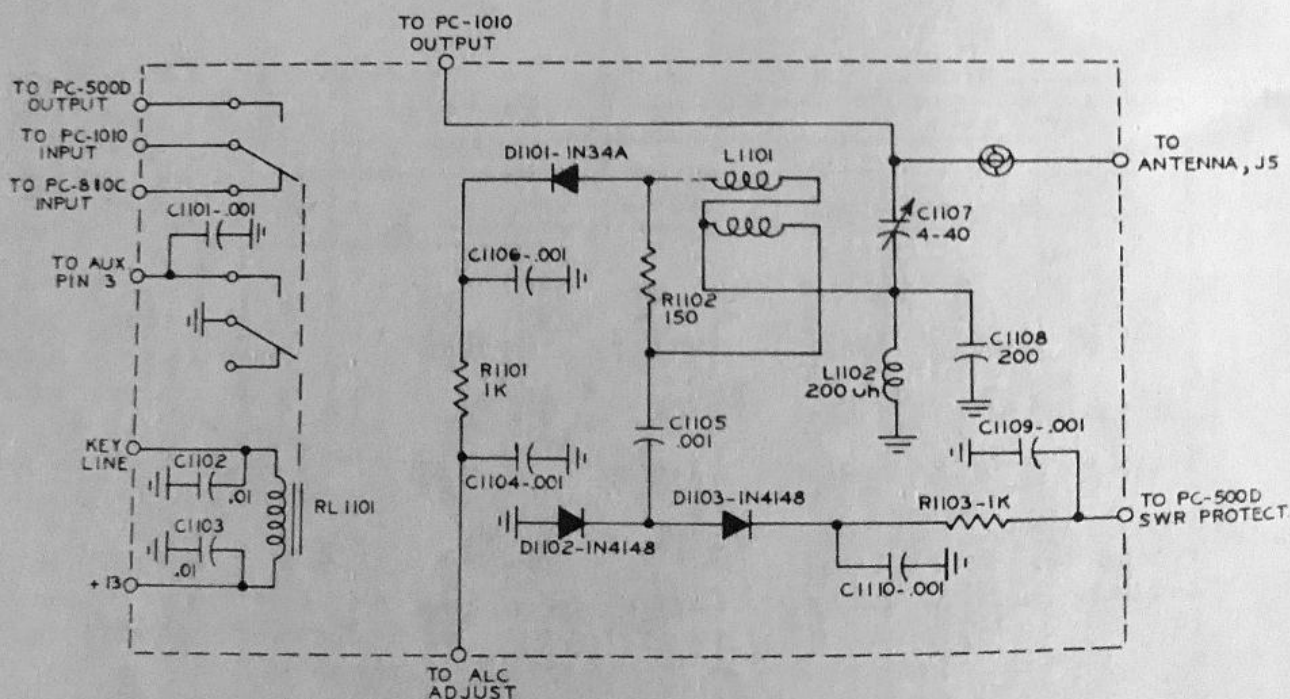 TO PC-1010
OUTPUT
TO PC-500D
OUTPUT
TO PC-1010
INPUT
TO PC-810C
INPUT
C1101-.001
TO AUX
PIN 3
KEY
LINE
C1102
.01
RL1101
C1103
.01
+13
D1101-1N34A
L1101
C1106-.001
R1102
150
R1101
1K
C1104-.001
C1105
.001
D1102-1N4148
D1103-1N4148
TO
ANTENNA, J5
C1107
4-40
L1102
200 uh
C1108
200
C1109-.001
R1103-1K
C1110-.001
TO PC-500D
SWR PROTECT.
TO ALC
ADJUST